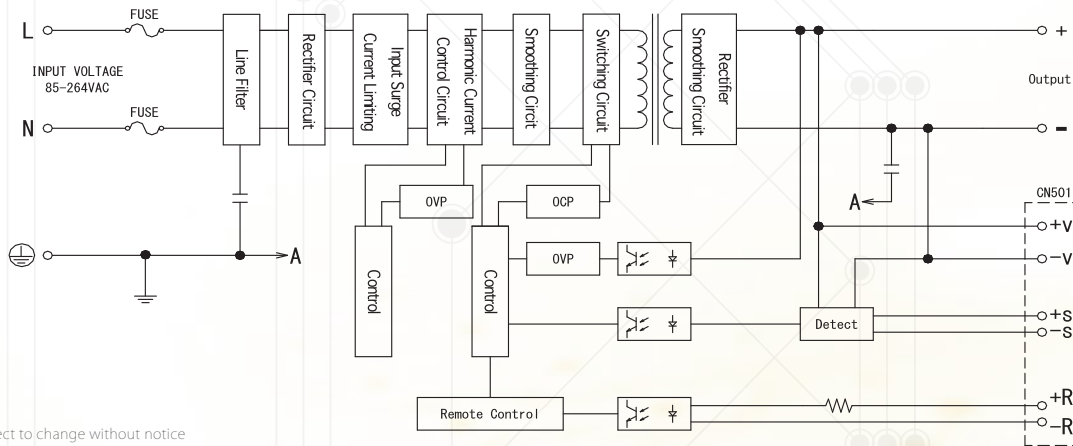 FUSE
L
INPUT VOLTAGE
85-264VAC
FUSE
N
Line Filter
Rectifier Circuit
Input Surge
Current Limiting
Harmonic Current
Control Circuit
Smoothing Circit
Switching Circuit
Rectifier
Smoothing Circuit
+
Output
-
CN501
A
+V
-V
OVP
OCP
A
Control
Control
OVP
Detect
+S
-S
Remote Control
+R
-R
ect to change without notice